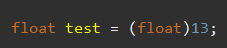 float test = (float)13;